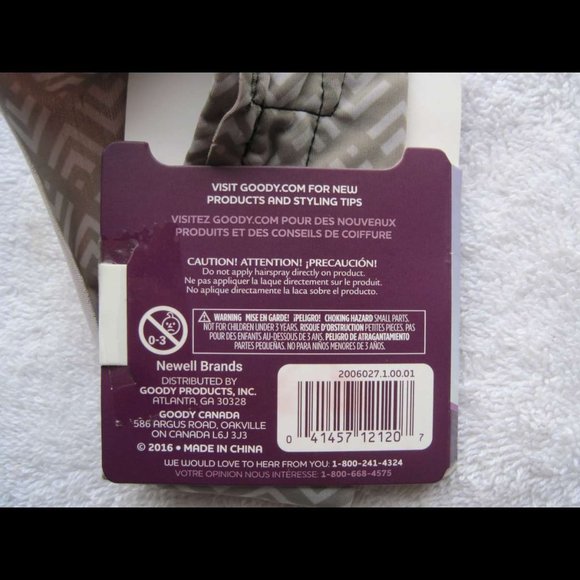 VISIT GOODY.COM FOR NEW
PRODUCTS AND STYLING TIPS
VISITEZ GOODY.COM POUR DES NOUVEAUX
PRODUITS ET DES CONSEILS DE COIFFURE
CAUTION! ATTENTION! ¡PRECAUCIÓN!
Do not apply hairspray directly on product.
Ne pas appliquer la laque directement sur le produit.
No aplique directamente la laca sobre el producto.
0-3
WARNING MISE EN GARDE! ¡PELIGRO! CHOKING HAZARD SMALL PARTS.
NOT FOR CHILDREN UNDER 3 YEARS. RISQUE D'OBSTRUCTION PETITES PIECES. PAS
POUR DES ENFANTS AU-DESSOUS DE 3 ANS. PELIGRO DE ATRAGANTAMIENTO
PARTES PEQUEÑAS. NO PARA NIÑOS MENORES DE 3 AÑOS.
Newell Brands
DISTRIBUTED BY
GOODY PRODUCTS, INC.
ATLANTA, GA 30328
GOODY CANADA
586 ARGUS ROAD, OAKVILLE
ON CANADA L6J 3J3
© 2016 • MADE IN CHINA
2006027.1.00.01
0 41457 12120 7
WE WOULD LOVE TO HEAR FROM YOU: 1-800-241-4324
VOTRE OPINION NOUS INTÉRESSE: 1-800-668-4575